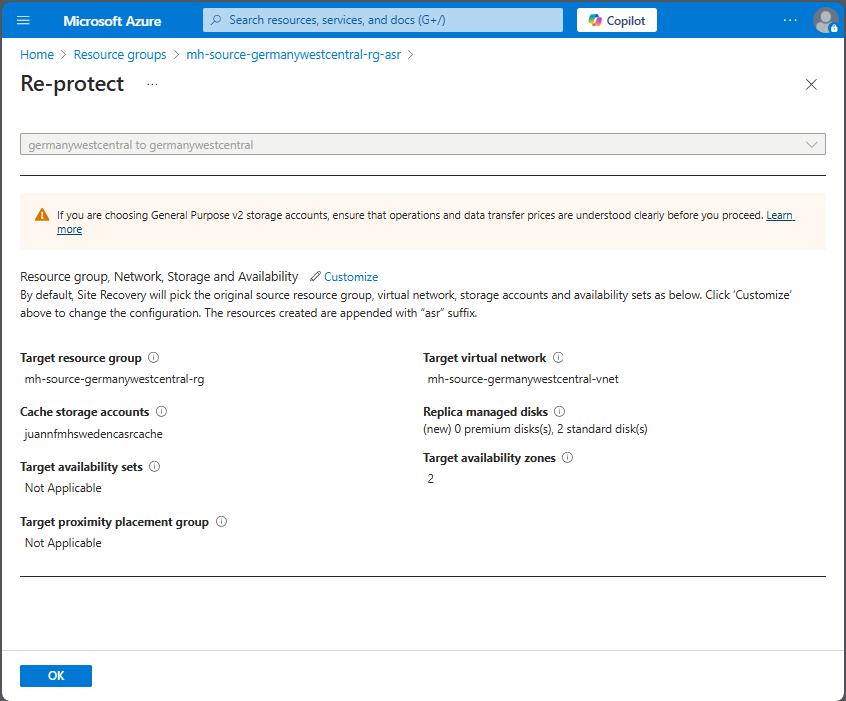 Microsoft Azure
Search resources, services, and docs (G+/)
Copilot
Home > Resource groups > mh-source-germanywestcentral-rg-asr >
Re-protect ...
germanywestcentral to germanywestcentral
If you are choosing General Purpose v2 storage accounts, ensure that operations and data transfer prices are understood clearly before you proceed. Learn
more
Resource group, Network, Storage and Availability Customize
By default, Site Recovery will pick the original source resource group, virtual network, storage accounts and availability sets as below. Click ‘Customize’
above to change the configuration. The resources created are appended with “asr” suffix.
Target resource group
mh-source-germanywestcentral-rg
Target virtual network
mh-source-germanywestcentral-vnet
Cache storage accounts
juannfmhswedencasrcache
Replica managed disks
(new) 0 premium disks(s), 2 standard disk(s)
Target availability sets
Not Applicable
Target availability zones
2
Target proximity placement group
Not Applicable
OK